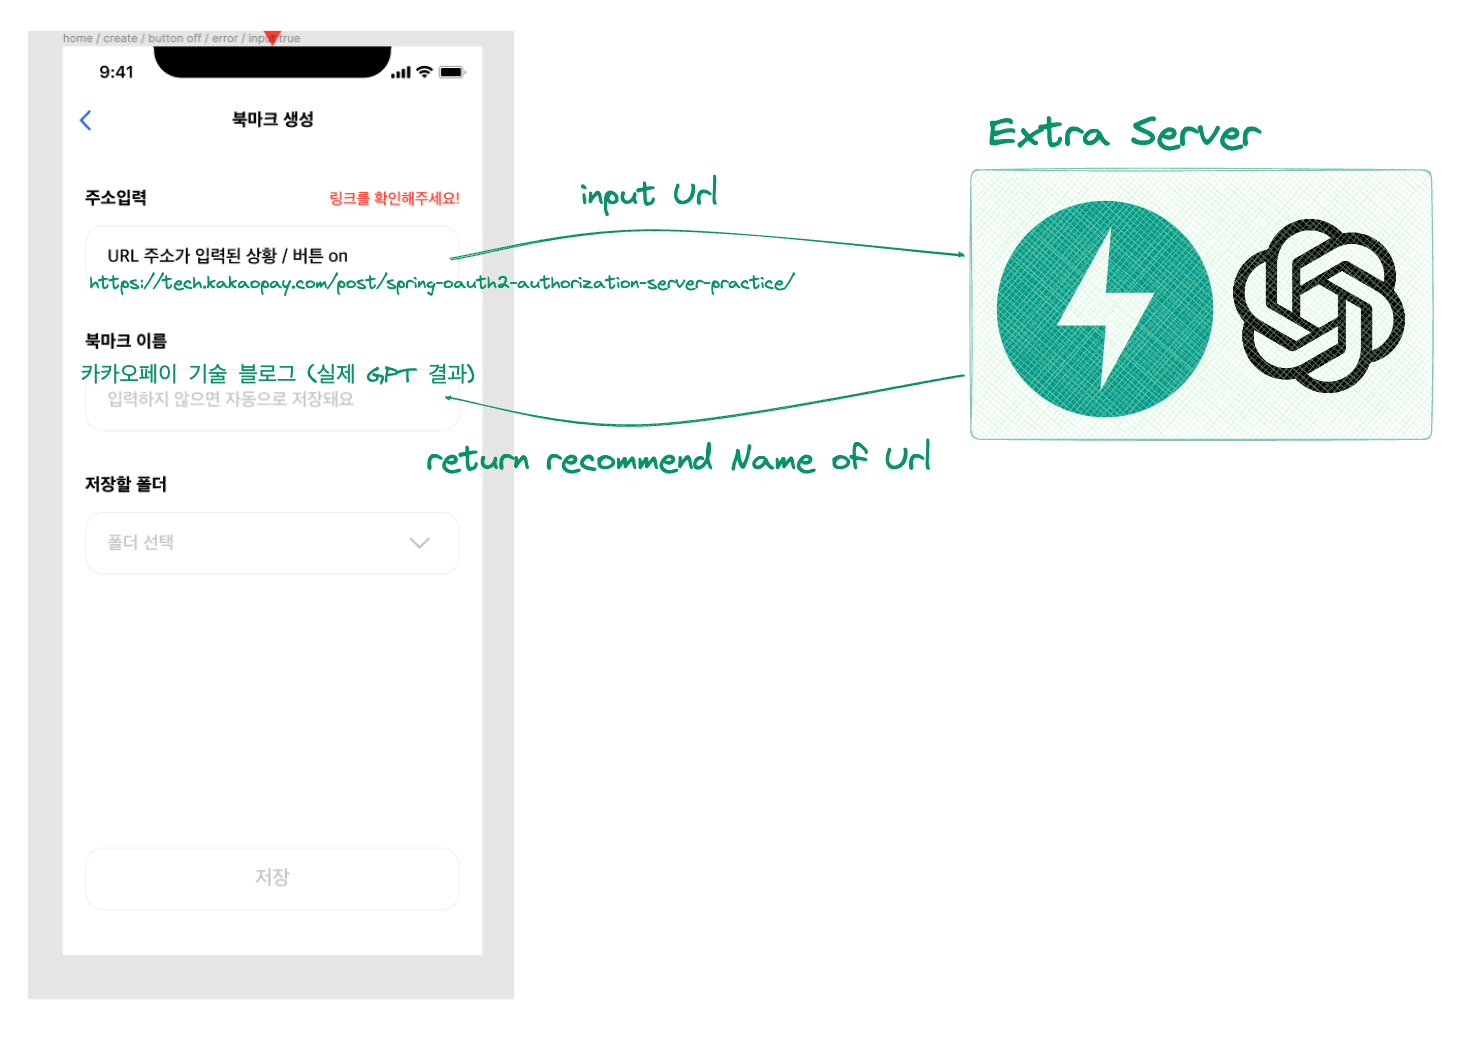 home / create / button off / error / input true
9:41
북마크 생성
주소입력
링크를 확인해주세요!
URL 주소가 입력된 상황 / 버튼 on
https://tech.kakaopay.com/post/spring-oauth2-authorization-server-practice/
북마크 이름
카카오페이 기술 블로그 (실제 GPT 결과)
입력하지 않으면 자동으로 저장돼요
저장할 폴더
폴더 선택
저장
input Url
return recommend Name of Url
Extra Server